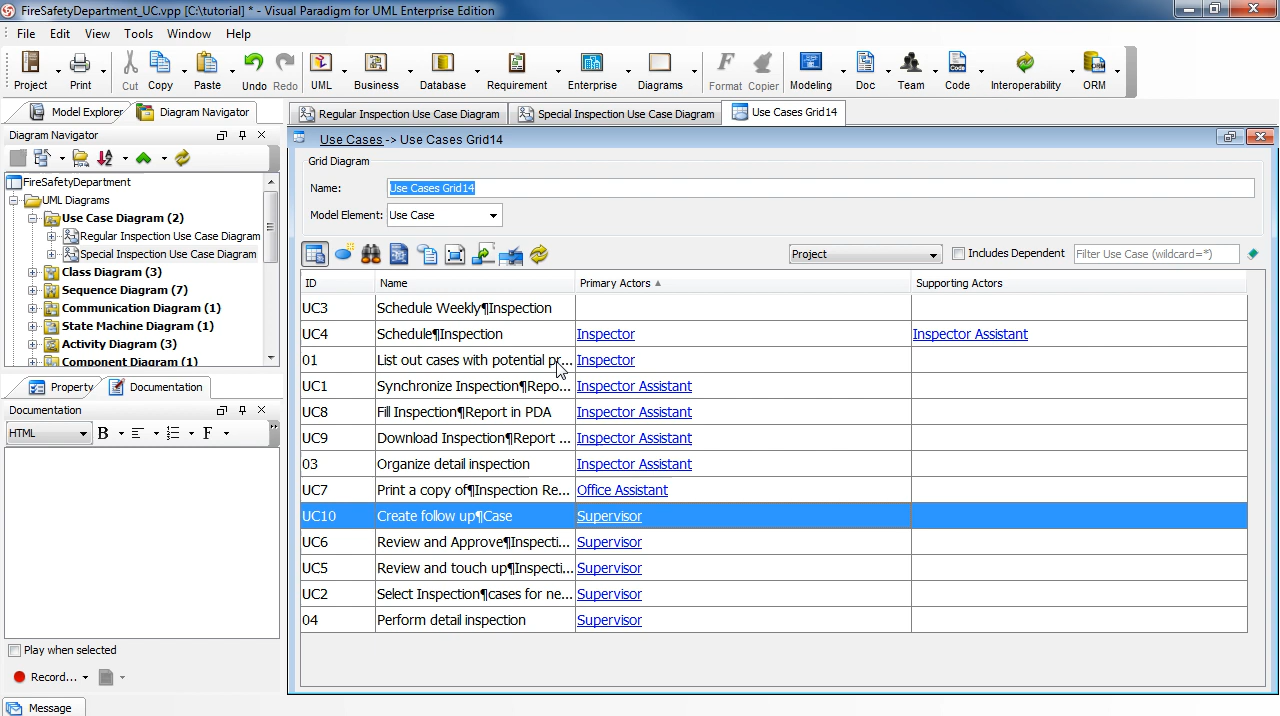 FireSafetyDepartment_UC.vpp [C:\tutorial] * - Visual Paradigm for UML Enterprise Edition
File Edit View Tools Window Help
Project Print Cut Copy Paste Undo Redo UML Business Database Requirement Enterprise Diagrams Format Copier Modeling Doc Team Code Interoperability ORM
Model Explorer Diagram Navigator
Regular Inspection Use Case Diagram Special Inspection Use Case Diagram Use Cases Grid14
Diagram Navigator
FireSafetyDepartment
UML Diagrams
Use Case Diagram (2)
Regular Inspection Use Case Diagram
Special Inspection Use Case Diagram
Class Diagram (3)
Sequence Diagram (7)
Communication Diagram (1)
State Machine Diagram (1)
Activity Diagram (3)
Component Diagram (1)
Property Documentation
Documentation
HTML B F
Play when selected
Record...
Message
Use Cases -> Use Cases Grid14
Grid Diagram
Name: Use Cases Grid14
Model Element: Use Case
Project Includes Dependent Filter Use Case (wildcard=*)
ID Name Primary Actors Supporting Actors
UC3 Schedule Weekly¶Inspection
UC4 Schedule¶Inspection Inspector Inspector Assistant
01 List out cases with potential pr... Inspector
UC1 Synchronize Inspection¶Repo... Inspector Assistant
UC8 Fill Inspection¶Report in PDA Inspector Assistant
UC9 Download Inspection¶Report ... Inspector Assistant
03 Organize detail inspection Inspector Assistant
UC7 Print a copy of¶Inspection Re... Office Assistant
UC10 Create follow up¶Case Supervisor
UC6 Review and Approve¶Inspecti... Supervisor
UC5 Review and touch up¶Inspecti... Supervisor
UC2 Select Inspection¶cases for ne... Supervisor
04 Perform detail inspection Supervisor